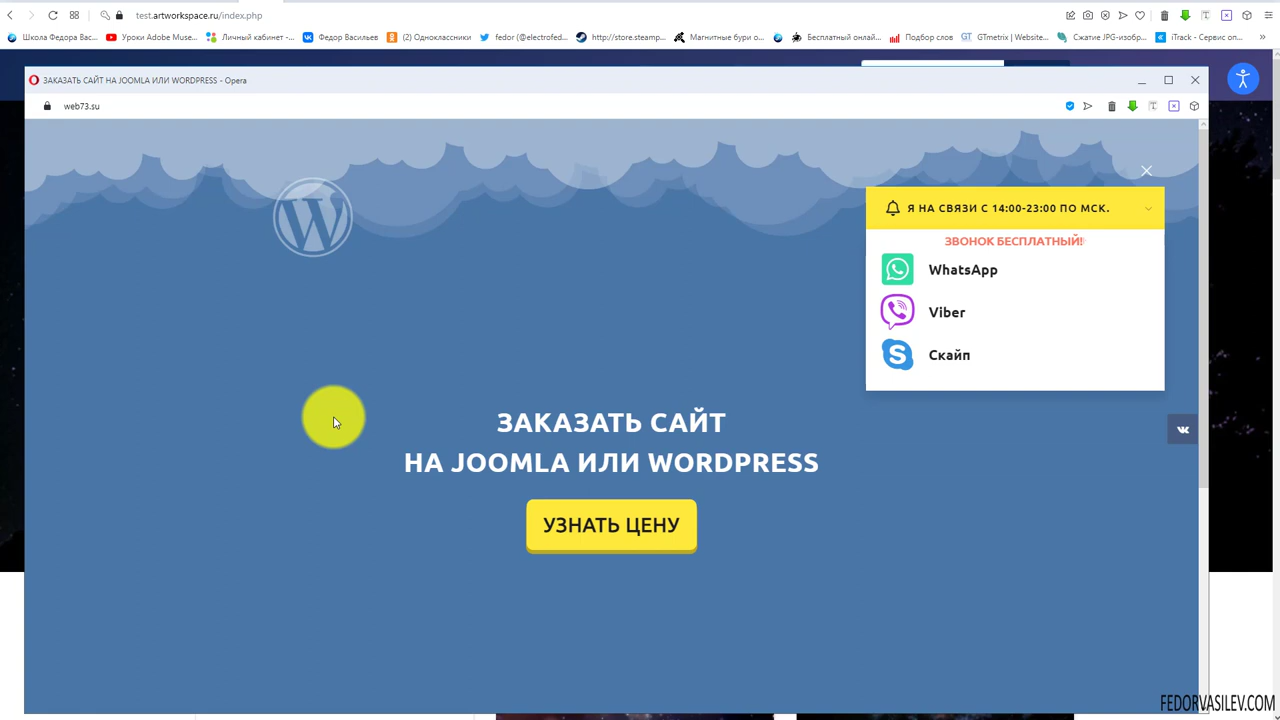 test.artworkspace.ru/index.php
Школа Федора Вас...
Уроки Adobe Muse...
Личный кабинет -...
Федор Васильев
(2) Одноклассники
fedor (@electrofed...
http://store.steamp...
Магнитные бури о...
Бесплатный онлай...
Подбор слов
GT GTmetrix | Website...
Сжатие JPG-изобр...
iTrack - Сервис оп...
ЗАКАЗАТЬ САЙТ НА JOOMLA ИЛИ WORDPRESS - Opera
web73.su
Я НА СВЯЗИ С 14:00-23:00 ПО МСК.
ЗВОНОК БЕСПЛАТНЫЙ!
WhatsApp
Viber
Скайп
ЗАКАЗАТЬ САЙТ
НА JOOMLA ИЛИ WORDPRESS
УЗНАТЬ ЦЕНУ
FEDORVASILEV.COM